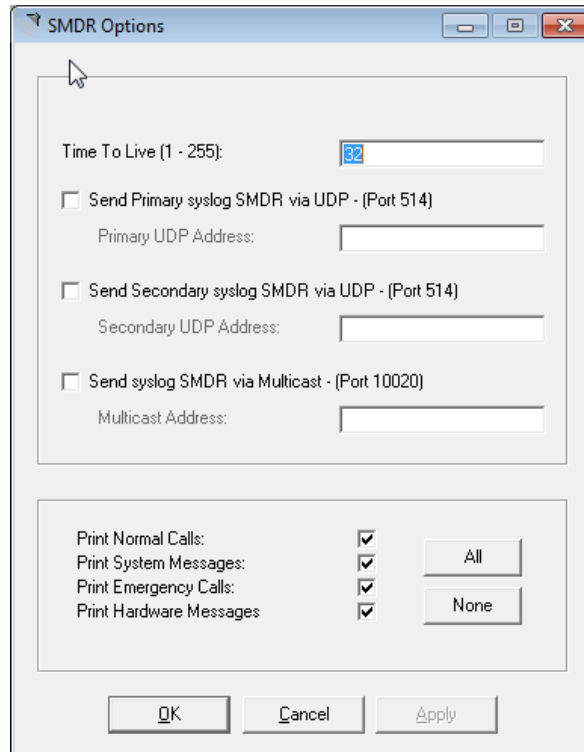 SMDR Options
Time To Live (1 - 255):
32
Send Primary syslog SMDR via UDP - (Port 514)
Primary UDP Address:
Send Secondary syslog SMDR via UDP - (Port 514)
Secondary UDP Address:
Send syslog SMDR via Multicast - (Port 10020)
Multicast Address:
Print Normal Calls:
Print System Messages:
Print Emergency Calls:
Print Hardware Messages
All
None
OK Cancel Apply